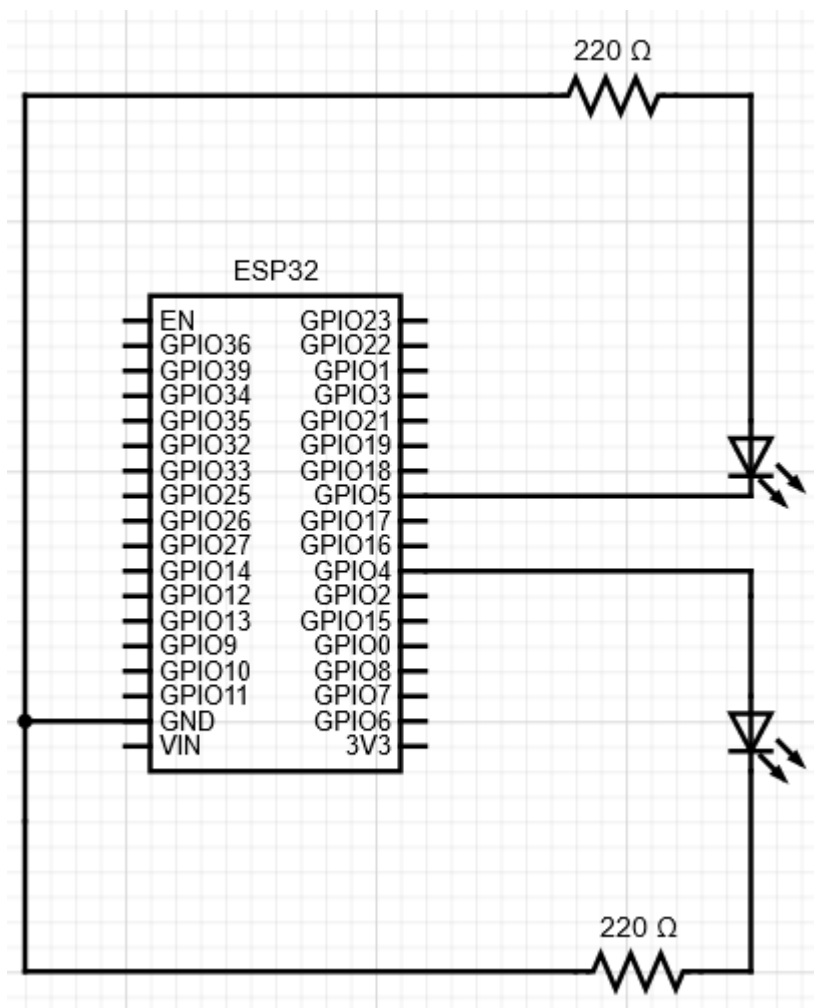 220 Ω
ESP32
EN GPIO23
GPIO36 GPIO22
GPIO39 GPIO1
GPIO34 GPIO3
GPIO35 GPIO21
GPIO32 GPIO19
GPIO33 GPIO18
GPIO25 GPIO5
GPIO26 GPIO17
GPIO27 GPIO16
GPIO14 GPIO4
GPIO12 GPIO2
GPIO13 GPIO15
GPIO9 GPIO0
GPIO10 GPIO8
GPIO11 GPIO7
GND GPIO6
VIN 3V3
220 Ω